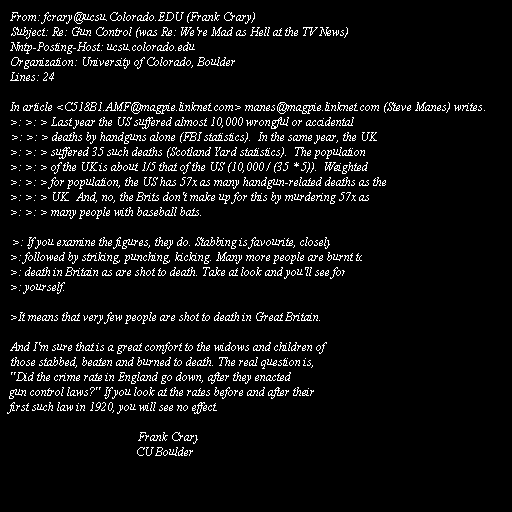 From: fcrary@ucsu.Colorado.EDU (Frank Crary)
Subject: Re: Gun Control (was Re: We're Mad as Hell at the TV News)
Nntp-Posting-Host: ucsu.colorado.edu
Organization: University of Colorado, Boulder
Lines: 24

In article <C518B1.AMF@magpie.linknet.com> manes@magpie.linknet.com (Steve Manes) writes:
>: >: > Last year the US suffered almost 10,000 wrongful or accidental
>: >: > deaths by handguns alone (FBI statistics).  In the same year, the UK
>: >: > suffered 35 such deaths (Scotland Yard statistics).  The population
>: >: > of the UK is about 1/5 that of the US (10,000 / (35 * 5)).  Weighted
>: >: > for population, the US has 57x as many handgun-related deaths as the
>: >: > UK.  And, no, the Brits don't make up for this by murdering 57x as
>: >: > many people with baseball bats.

>: If you examine the figures, they do. Stabbing is favourite, closely
>: followed by striking, punching, kicking. Many more people are burnt to
>: death in Britain as are shot to death. Take at look and you'll see for
>: yourself.

>It means that very few people are shot to death in Great Britain.

And I'm sure that is a great comfort to the widows and children of
those stabbed, beaten and burned to death. The real question is,
"Did the crime rate in England go down, after they enacted
gun control laws?" If you look at the rates before and after their
first such law in 1920, you will see no effect.

Frank Crary
CU Boulder